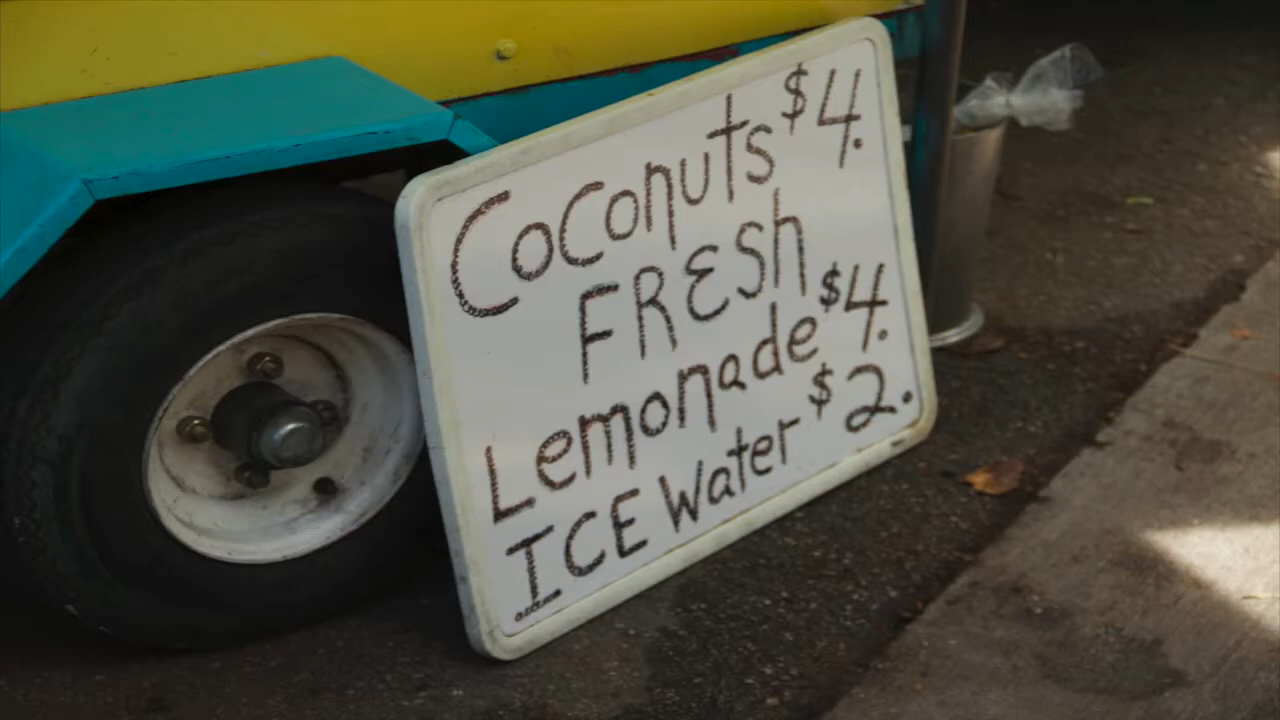 Coconuts $4.
FRESh
Lemonade $4.
ICE Water $2.